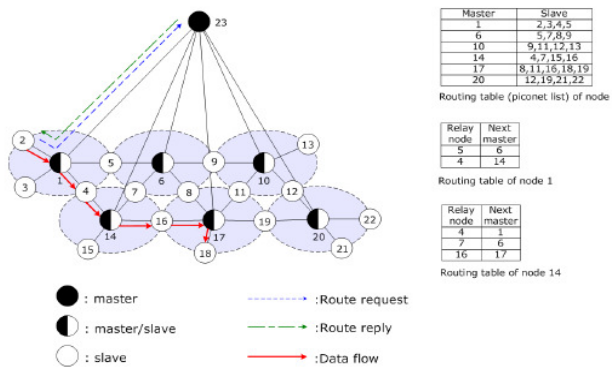 23
Master Slave
1 2,3,4,5
6 5,7,8,9
10 9,11,12,13
14 4,7,15,16
17 8,11,16,18,19
20 12,19,21,22
Routing table (piconet list) of node
2
13
1
5
6
9
10
3
4
7
8
11
12
14
16
17
19
20
22
15
18
21
Relay node Next master
5 6
4 14
Routing table of node 1
Relay node Next master
4 1
7 6
16 17
Routing table of node 14
: master
: master/slave
: slave
:Route request
:Route reply
:Data flow